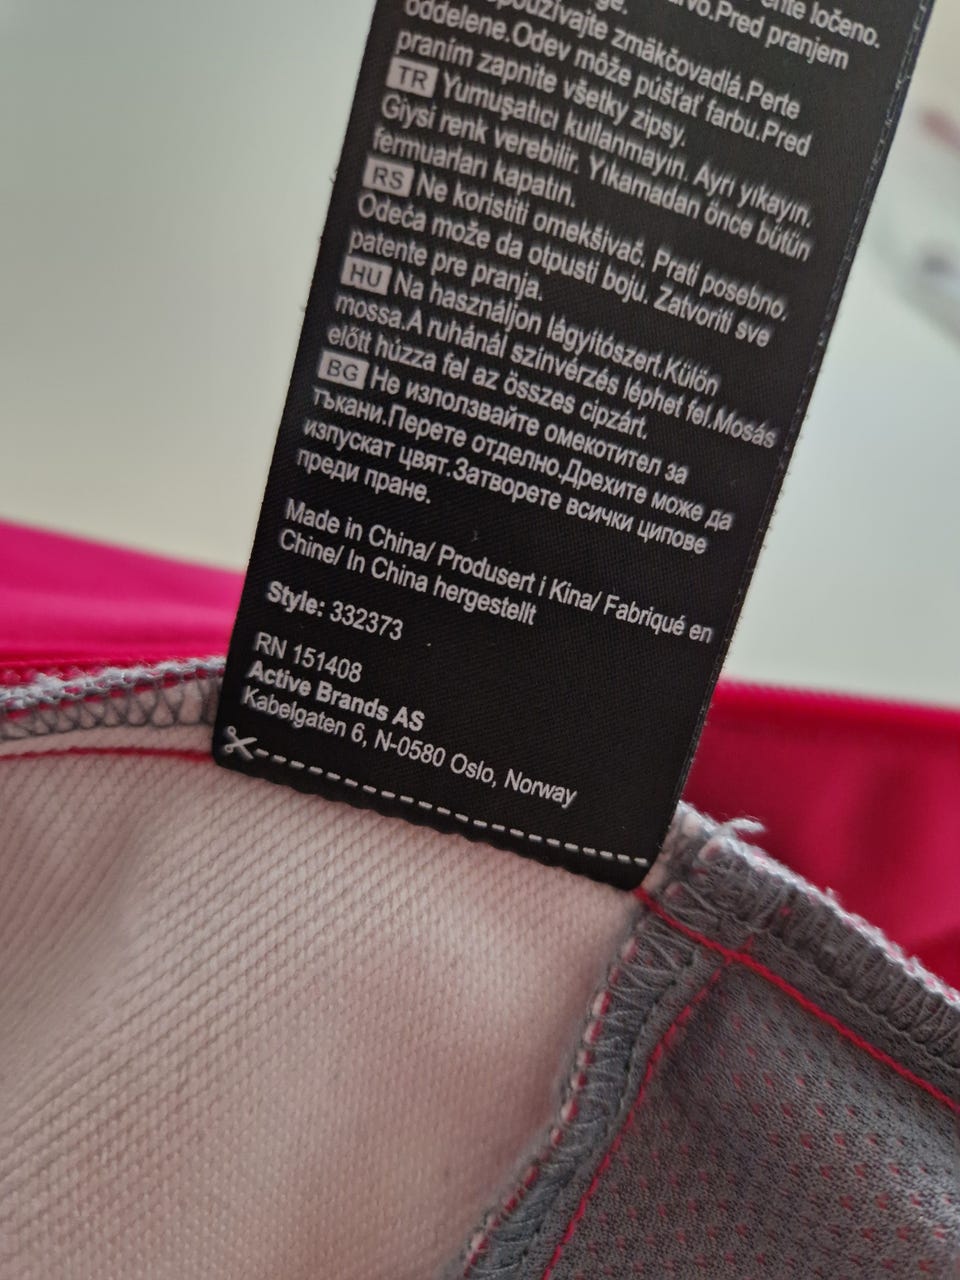 ločeno.
Pred pranjem
oddelene.Odev môže púšťať farbu.Pred
používajte zmäkčovadlá.Perte
pranim zapnite všetky zipsy.
TR Yumuşatıcı kullanmayın. Ayrı yıkayın.
Giysi renk verebilir. Yıkamadan önce bütün
fermuarları kapatın.
RS Ne koristiti omekšivač. Prati posebno.
Odeća može da otpusti boju. Zatvoriti sve
patente pre pranja.
HU Na használjon lágyítószert.Külön
mossa.A ruhánál színvérzés léphet fel.Mosás
előtt húzza fel az összes cipzárt.
BG Не използвайте омекотител за
тъкани.Перете отделно.Дрехите може да
изпускат цвят.Затворете всички ципове
преди пране.
Made in China/ Produsert i Kina/ Fabriqué en
Chine/ In China hergestellt
Style: 332373
RN 151408
Active Brands AS
Kabelgaten 6, N-0580 Oslo, Norway